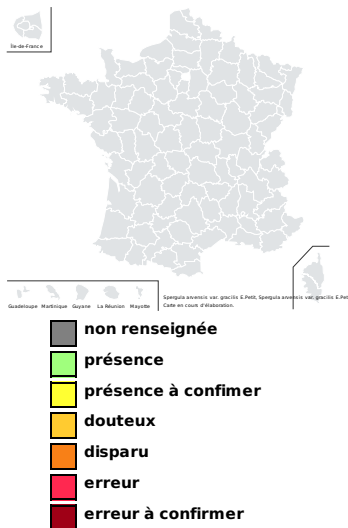 Île-de-France
Guadeloupe Martinique Guyane La Réunion Mayotte
Spergula arvensis var. gracilis E.Petit, Spergula arvensis var. gracilis E.Pet
Carte en cours d'élaboration.
non renseignée
présence
présence à confimer
douteux
disparu
erreur
erreur à confirmer